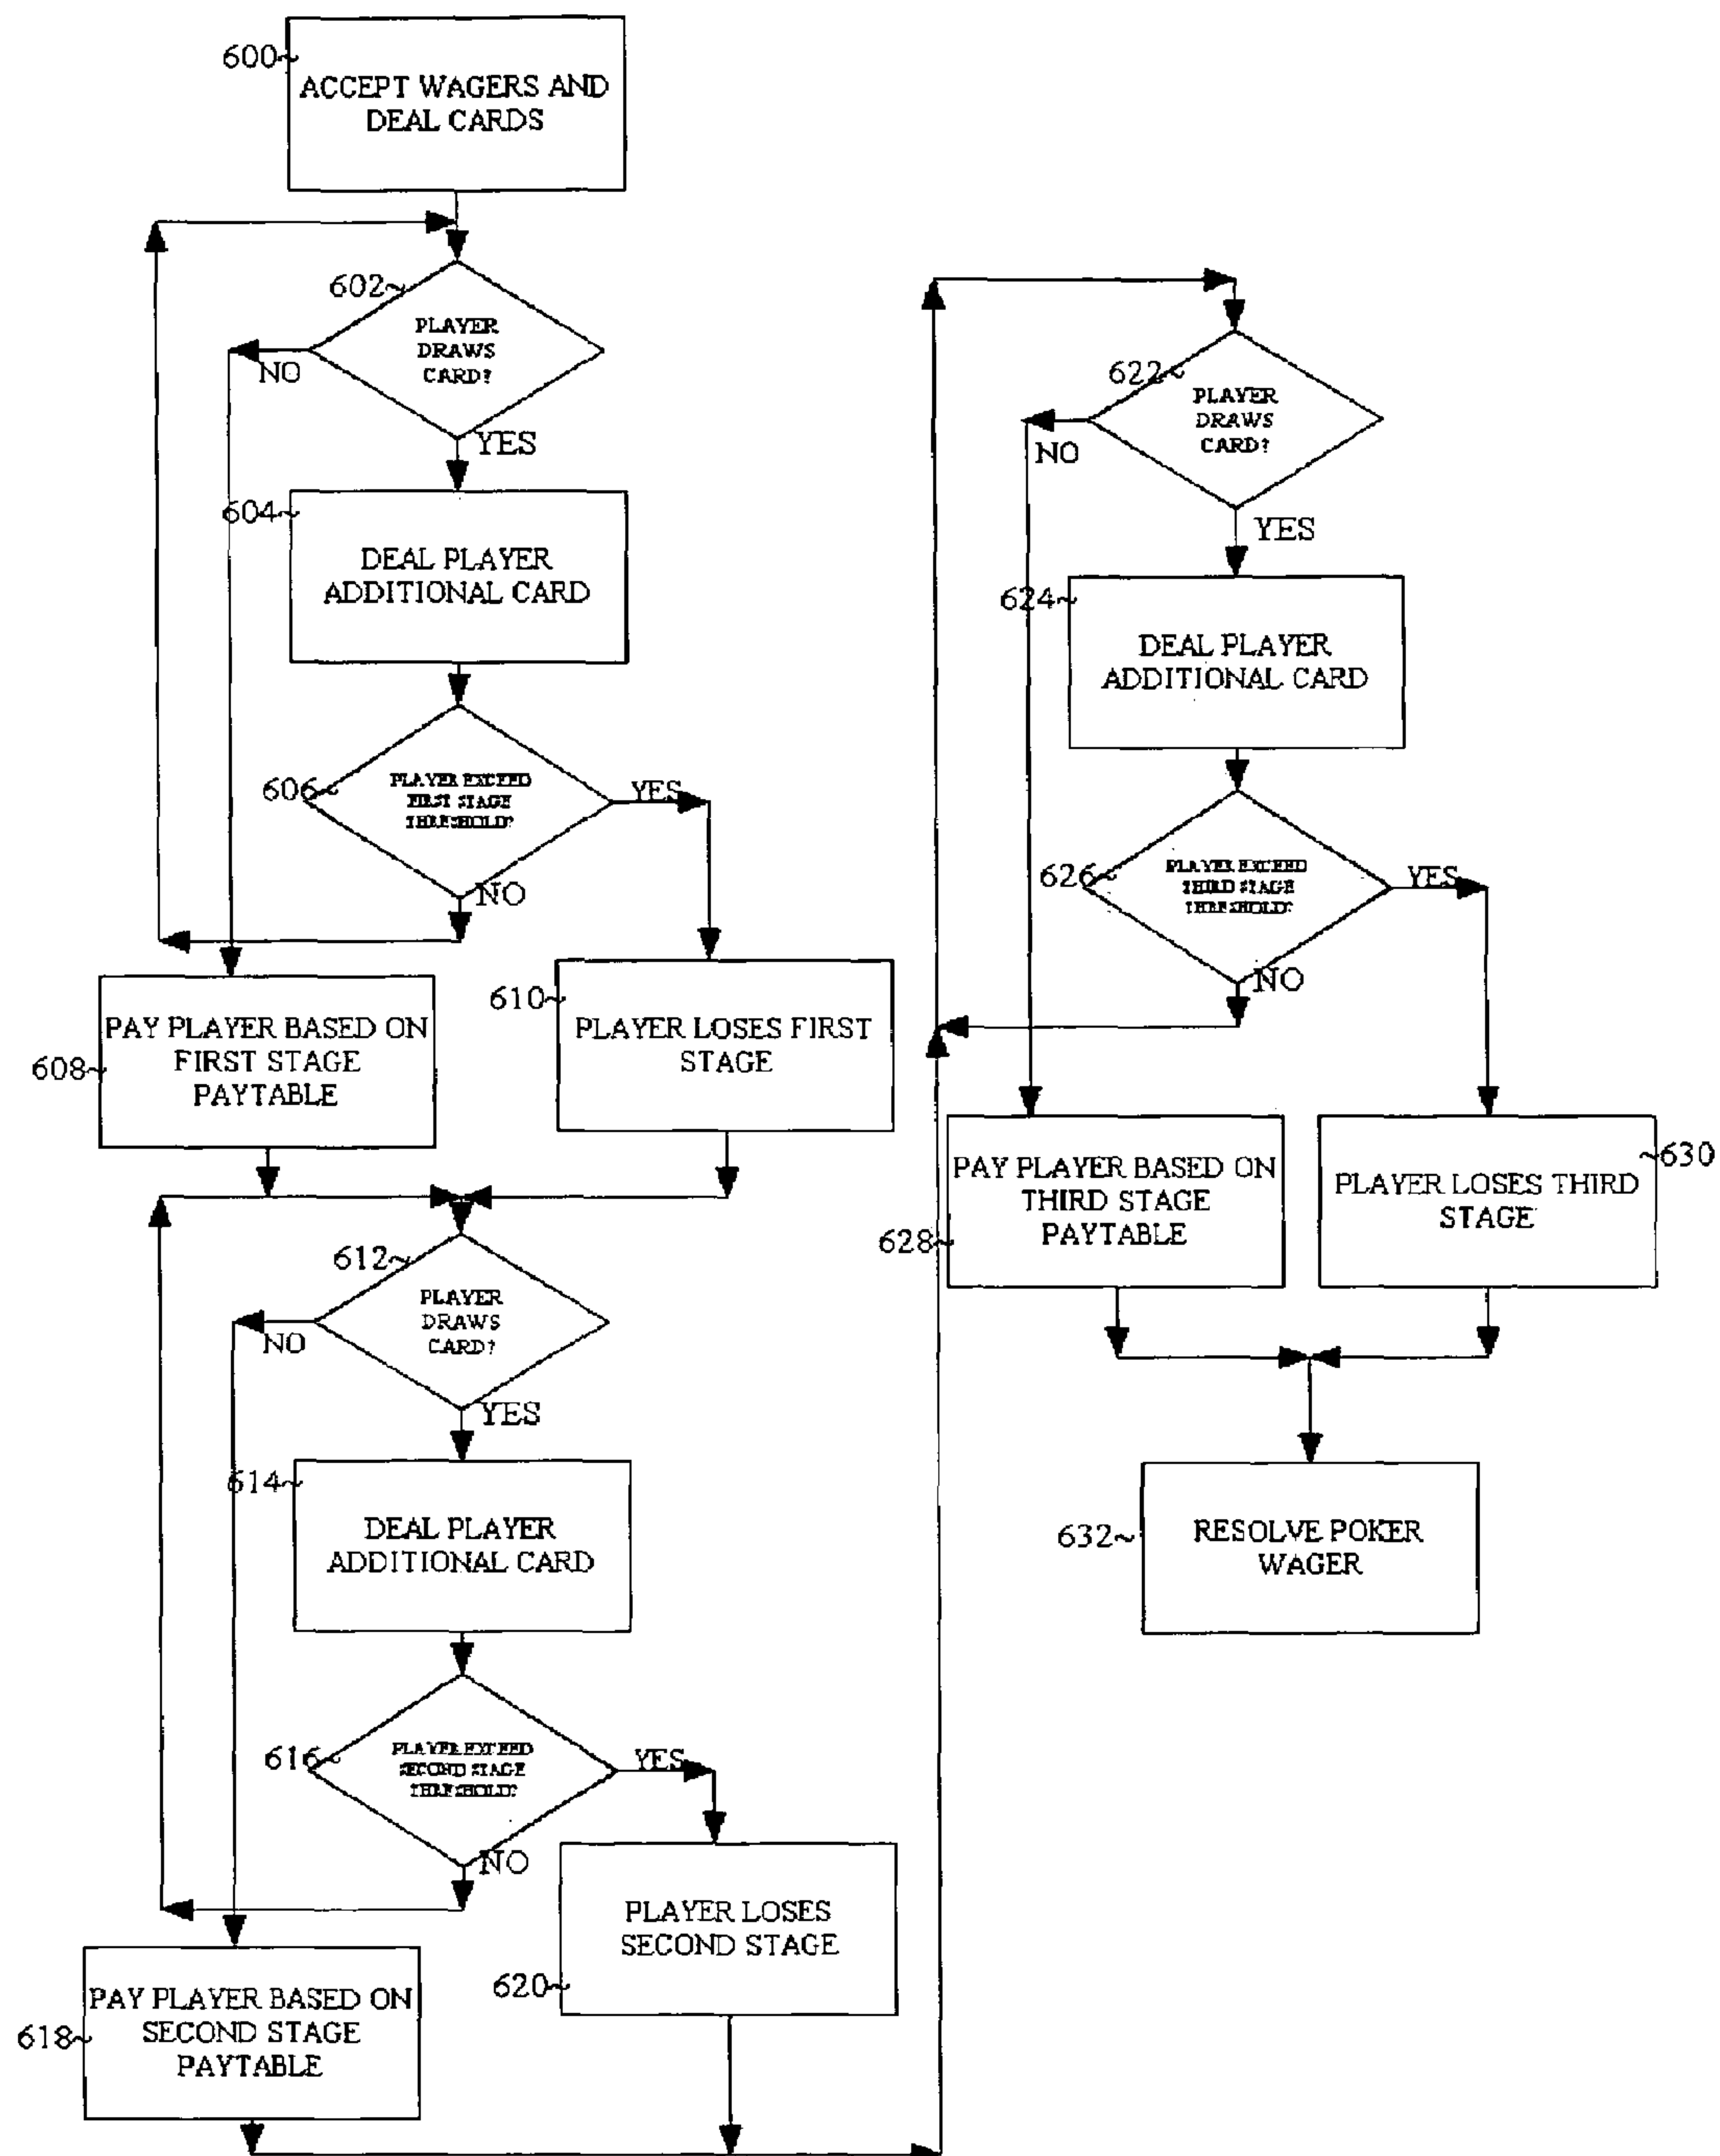 600
ACCEPT WAGERS AND
DEAL CARDS
602
PLAYER
DRAWS
CARD?
NO
YES
604
DEAL PLAYER
ADDITIONAL CARD
606
PLAYER EXCEED
FIRST STAGE
THRESHOLD?
YES
NO
608
PAY PLAYER BASED ON
FIRST STAGE
PAYTABLE
610
PLAYER LOSES FIRST
STAGE
612
PLAYER
DRAWS
CARD?
NO
YES
614
DEAL PLAYER
ADDITIONAL CARD
616
PLAYER EXCEED
SECOND STAGE
THRESHOLD?
YES
NO
618
PAY PLAYER BASED ON
SECOND STAGE
PAYTABLE
620
PLAYER LOSES
SECOND STAGE
622
PLAYER
DRAWS
CARD?
NO
YES
624
DEAL PLAYER
ADDITIONAL CARD
626
PLAYER EXCEED
THIRD STAGE
THRESHOLD?
YES
NO
628
PAY PLAYER BASED ON
THIRD STAGE
PAYTABLE
630
PLAYER LOSES THIRD
STAGE
632
RESOLVE POKER
WAGER